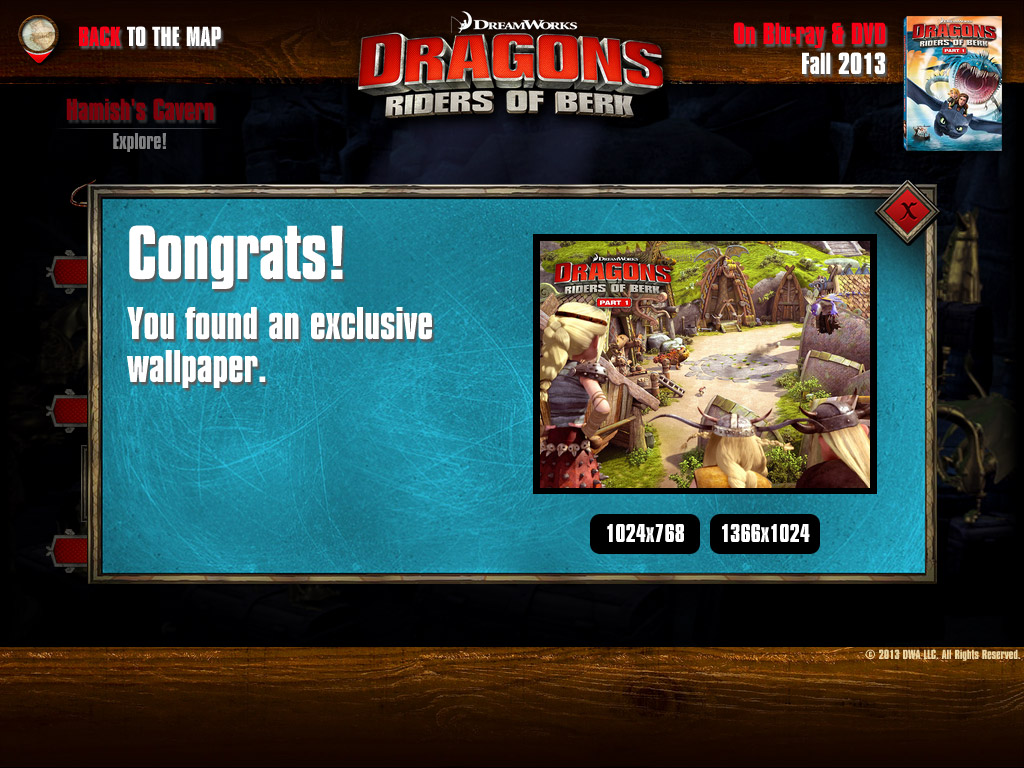 BACK TO THE MAP
DREAMWORKS
DRAGONS
RIDERS OF BERK
On Blu-ray & DVD
Fall 2013
DRAGONS
RIDERS OF BERK
PART 1
Hamish's Cavern
Explore!
X
Congrats!
You found an exclusive
wallpaper.
DREAMWORKS
DRAGONS
RIDERS OF BERK
PART 1
1024x768
1366x1024
© 2013 DWA LLC. All Rights Reserved.